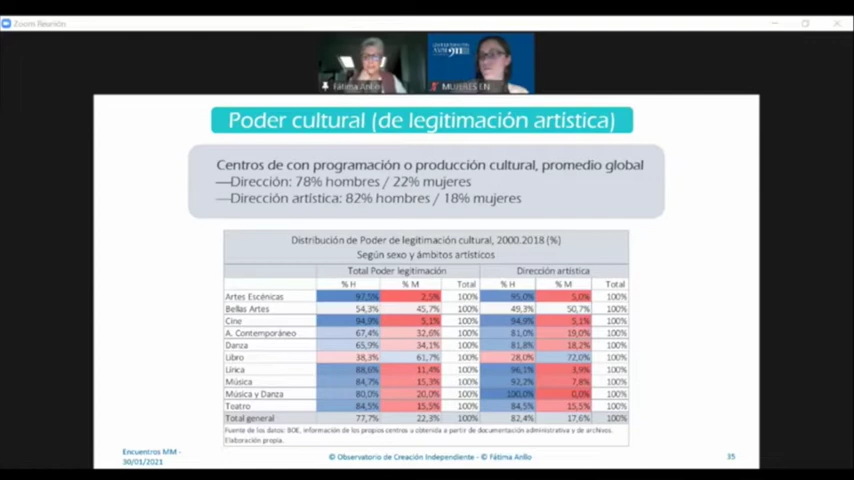 Zoom Reunión
Fátima Anllo
MUJERES EN
Poder cultural (de legitimación artistica)
Centros de con programación o producción cultural, promedio global
—Dirección: 78% hombres / 22% mujeres
—Dirección artística: 82% hombres / 18% mujeres
Distribución de Poder de legitimación cultural, 2000.2018 (%)
Según sexo y ámbitos artísticos
Total Poder legitimación Dirección artística
% H % M Total % H % M Total
Artes Escénicas 97,5% 2,5% 100% 95,0% 5,0% 100%
Bellas Artes 54,3% 45,7% 100% 49,3% 50,7% 100%
Cine 94,9% 5,1% 100% 94,9% 5,1% 100%
A. Contemporáneo 67,4% 32,6% 100% 81,0% 19,0% 100%
Danza 65,9% 34,1% 100% 81,8% 18,2% 100%
Libro 38,3% 61,7% 100% 28,0% 72,0% 100%
Lírica 88,6% 11,4% 100% 96,1% 3,9% 100%
Música 84,7% 15,3% 100% 92,2% 7,8% 100%
Música y Danza 80,0% 20,0% 100% 100,0% 0,0% 100%
Teatro 84,5% 15,5% 100% 84,5% 15,5% 100%
Total general 77,7% 22,3% 100% 82,4% 17,6% 100%
Fuente de los datos: BOE, información de los propios centros u obtenida a partir de documentación administrativa y de archivos.
Elaboración propia.
Encuentros MM -
30/01/2021
© Observatorio de Creación Independiente - © Fátima Anllo
35